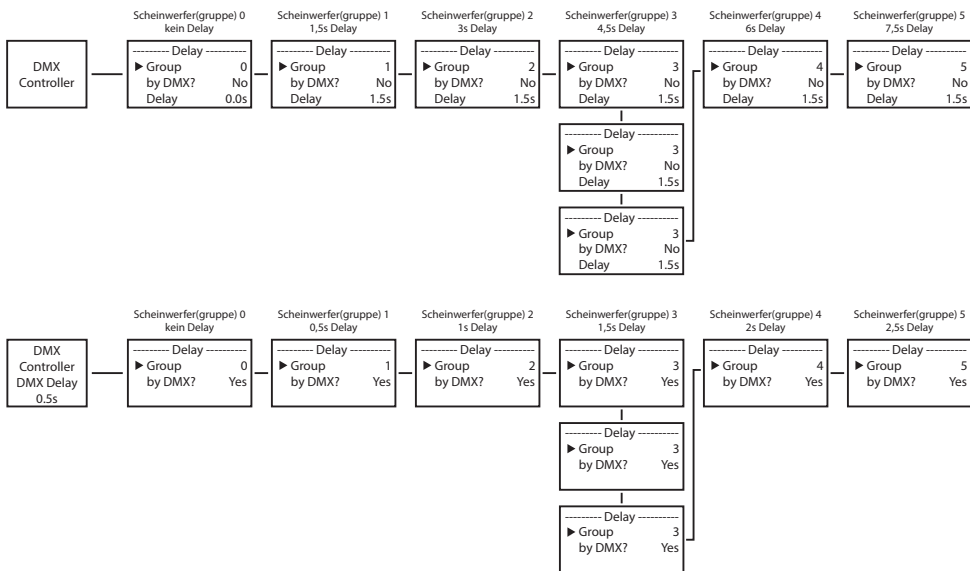 Scheinwerfer(gruppe) 0
kein Delay
Scheinwerfer(gruppe) 1
1,5s Delay
Scheinwerfer(gruppe) 2
3s Delay
Scheinwerfer(gruppe) 3
4,5s Delay
Scheinwerfer(gruppe) 4
6s Delay
Scheinwerfer(gruppe) 5
7,5s Delay
DMX
Controller
--------- Delay ----------
▶ Group 0
by DMX? No
Delay 0.0s
--------- Delay ----------
▶ Group 1
by DMX? No
Delay 1.5s
--------- Delay ----------
▶ Group 2
by DMX? No
Delay 1.5s
--------- Delay ----------
▶ Group 3
by DMX? No
Delay 1.5s
--------- Delay ----------
▶ Group 3
by DMX? No
Delay 1.5s
--------- Delay ----------
▶ Group 3
by DMX? No
Delay 1.5s
--------- Delay ----------
▶ Group 4
by DMX? No
Delay 1.5s
--------- Delay ----------
▶ Group 5
by DMX? No
Delay 1.5s
Scheinwerfer(gruppe) 0
kein Delay
Scheinwerfer(gruppe) 1
0,5s Delay
Scheinwerfer(gruppe) 2
1s Delay
Scheinwerfer(gruppe) 3
1,5s Delay
Scheinwerfer(gruppe) 4
2s Delay
Scheinwerfer(gruppe) 5
2,5s Delay
DMX
Controller
DMX Delay
0.5s
--------- Delay ----------
▶ Group 0
by DMX? Yes
--------- Delay ----------
▶ Group 1
by DMX? Yes
--------- Delay ----------
▶ Group 2
by DMX? Yes
--------- Delay ----------
▶ Group 3
by DMX? Yes
--------- Delay ----------
▶ Group 3
by DMX? Yes
--------- Delay ----------
▶ Group 3
by DMX? Yes
--------- Delay ----------
▶ Group 4
by DMX? Yes
--------- Delay ----------
▶ Group 5
by DMX? Yes